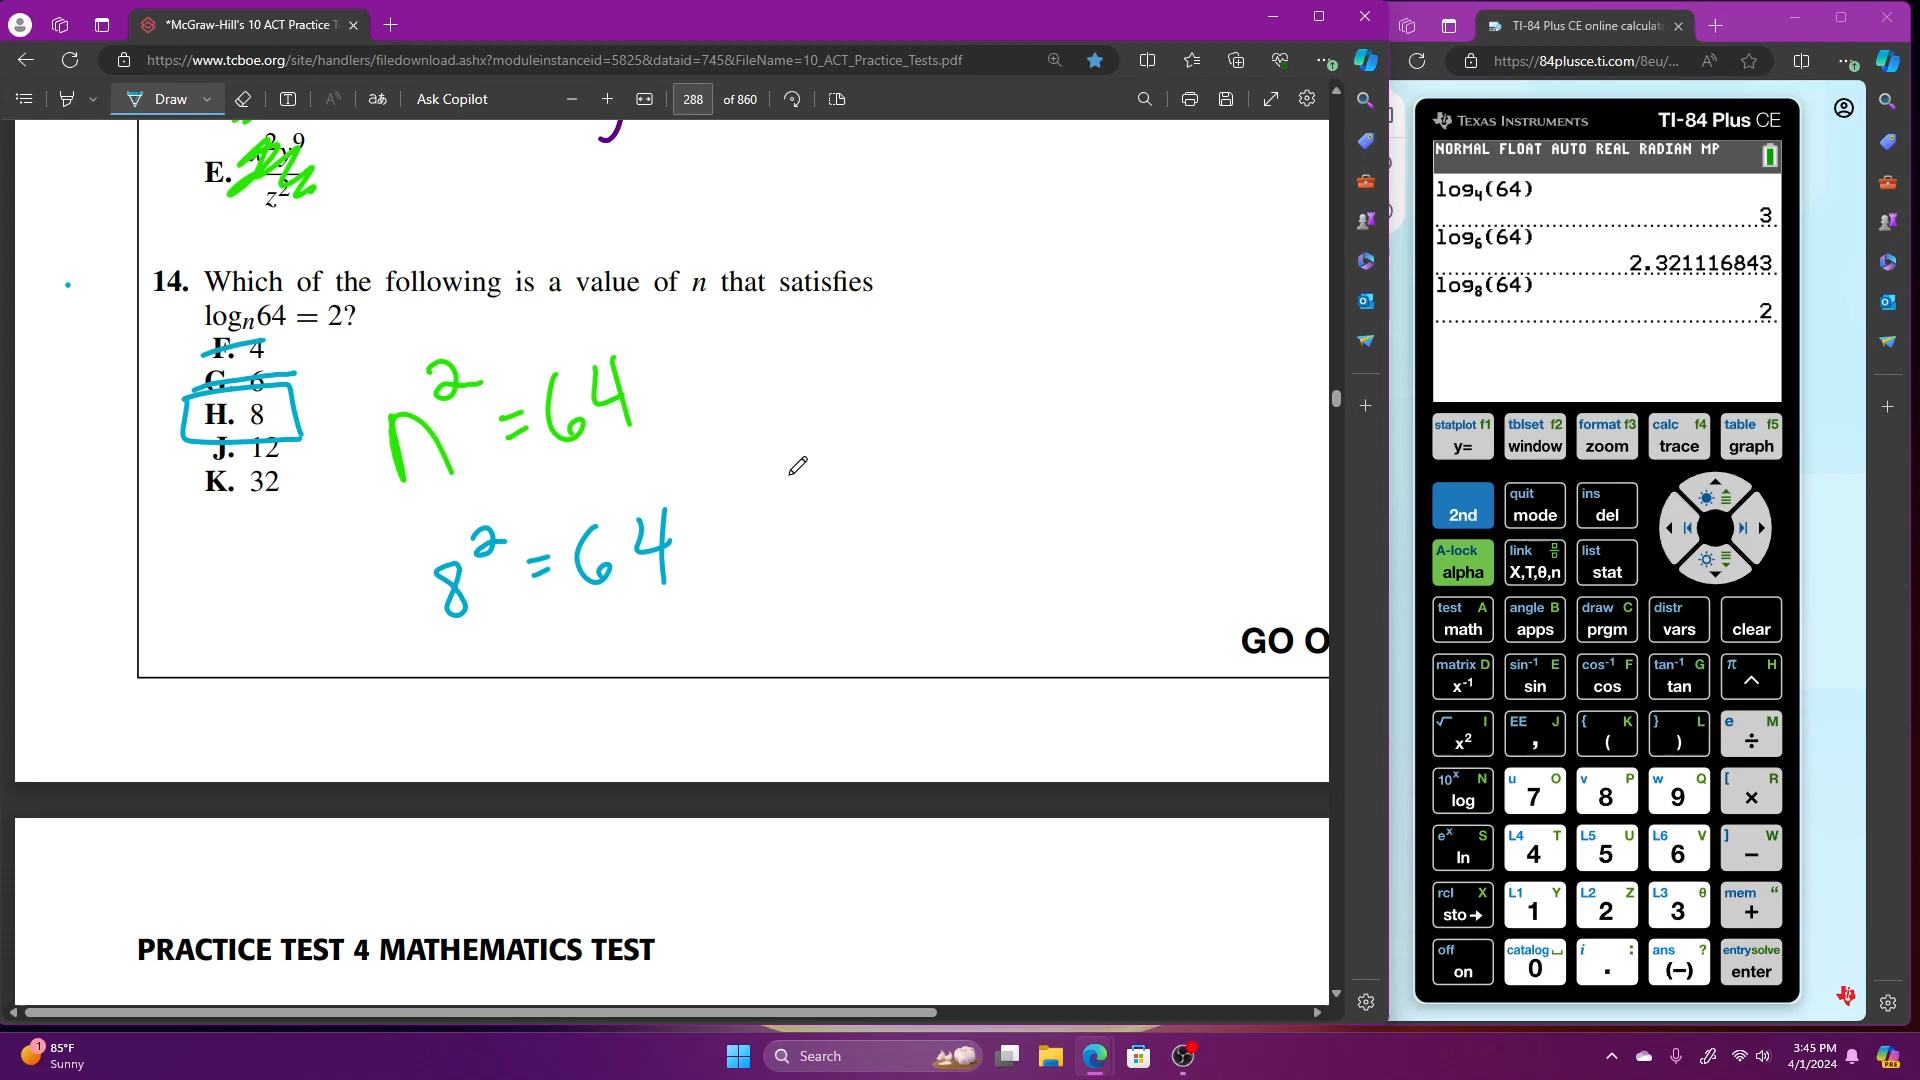 *McGraw-Hill's 10 ACT Practice T
TI-84 Plus CE online calculat
https://www.tcboe.org/site/handlers/filedownload.ashx?moduleinstanceid=5825&dataid=745&FileName=10_ACT_Practice_Tests.pdf
https://84plusce.ti.com/8eu/...
Draw
Ask Copilot
288 of 860
E.
z²
14. Which of the following is a value of n that satisfies
logₙ64 = 2?
F. 4
G. 6
H. 8
J. 12
K. 32
n² = 64
8² = 64
GO O
PRACTICE TEST 4 MATHEMATICS TEST
TEXAS INSTRUMENTS TI-84 Plus CE
NORMAL FLOAT AUTO REAL RADIAN MP
log₄(64)
3
log₆(64)
2.321116843
log₈(64)
2
statplot f1 tblset f2 format f3 calc f4 table f5
y= window zoom trace graph
quit ins
2nd mode del
A-lock link list
alpha X,T,θ,n stat
test A angle B draw C distr
math apps prgm vars clear
matrix D sin⁻¹ E cos⁻¹ F tan⁻¹ G π H
x⁻¹ sin cos tan ^
√ I EE J { K } L e M
x² , ( ) ÷
10ˣ N u O v P w Q [ R
log 7 8 9 ×
eˣ S L4 T L5 U L6 V ] W
ln 4 5 6 −
rcl X L1 Y L2 Z L3 θ mem "
sto→ 1 2 3 +
off catalog i : ans ? entry solve
on 0 . (−) enter
1
85°F
Sunny
Search
3:45 PM
4/1/2024
PRE